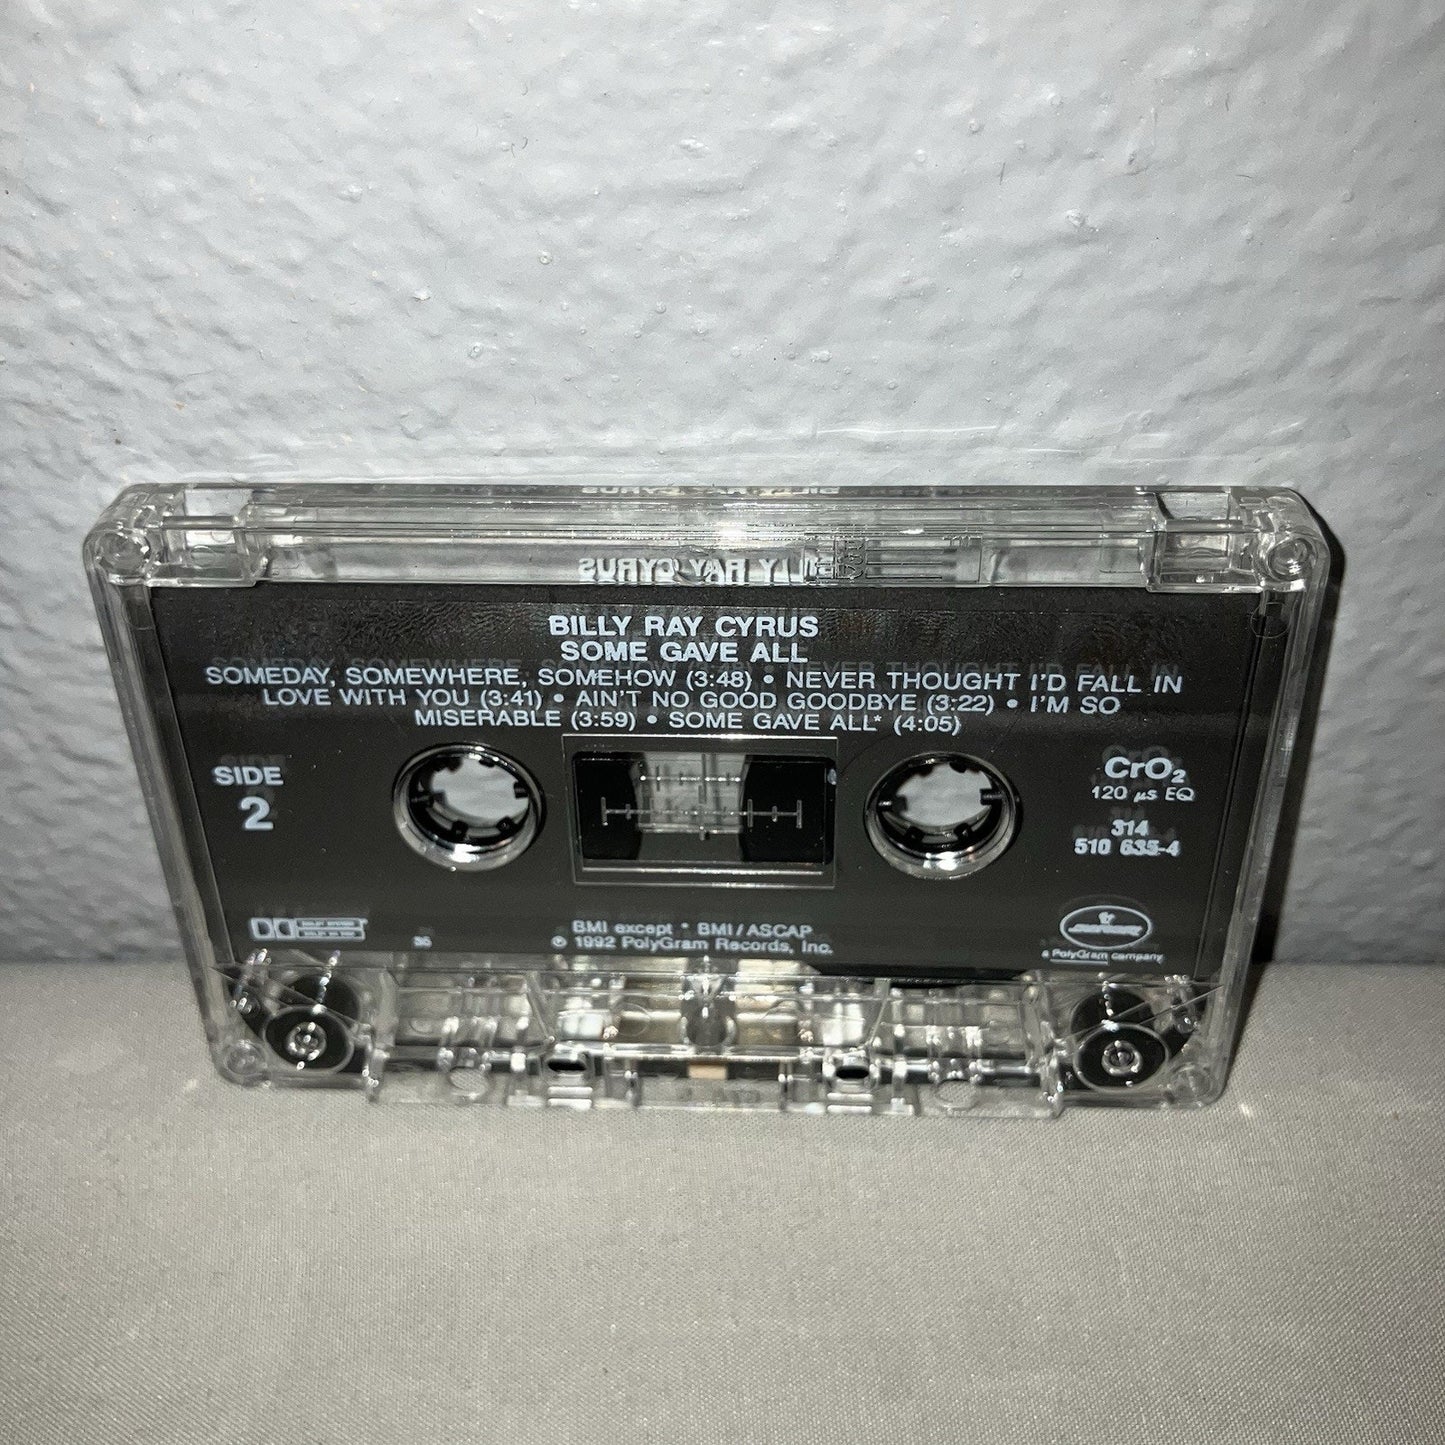 BILLY RAY CYRUS
SOME GAVE ALL
SOMEDAY, SOMEWHERE, SOMEHOW (3:48) • NEVER THOUGHT I'D FALL IN
LOVE WITH YOU (3:41) • AIN'T NO GOOD GOODBYE (3:22) • I'M SO
MISERABLE (3:59) • SOME GAVE ALL* (4:05)
SIDE
2
CrO₂
120 µs EQ
314
510 635-4
BMI except * BMI/ASCAP
℗ 1992 PolyGram Records, Inc.
a PolyGram company